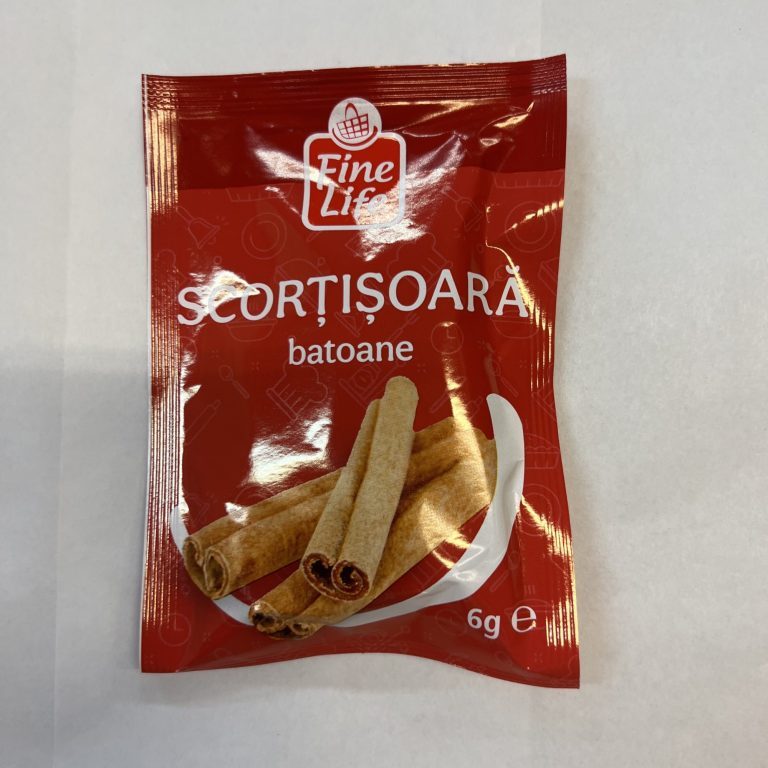 Fine
Life
SCORȚIȘOARĂ
batoane
6g ℮